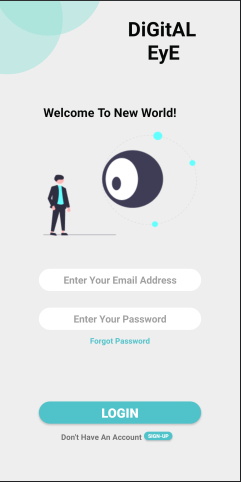 DiGitAL
EyE
Welcome To New World!
Enter Your Email Address
Enter Your Password
Forgot Password
LOGIN
Don't Have An Account SIGN-UP